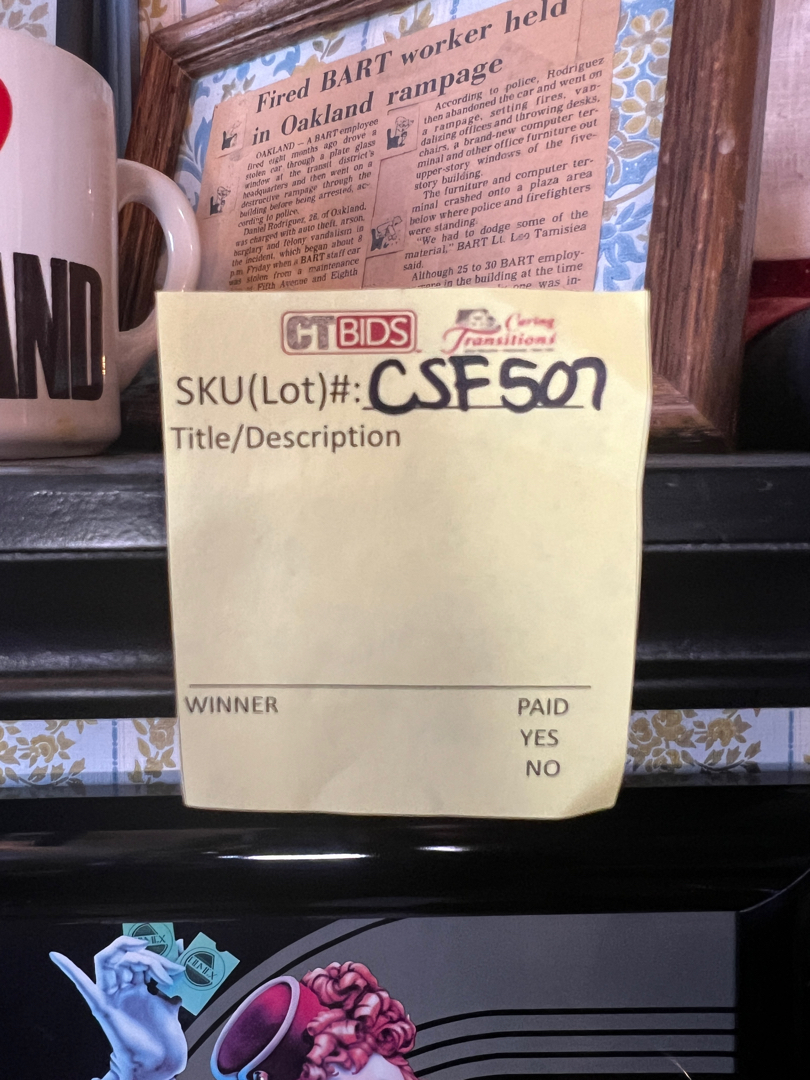 Fired BART worker held
in Oakland rampage
OAKLAND — A BART employee
fired eight months ago drove a
stolen car through a plate glass
window at the transit district's
headquarters and then went on a
destructive rampage through the
building before being arrested, ac-
cording to police.
Daniel Rodriguez, 26, of Oakland,
was charged with auto theft, arson,
burglary and felony vandalism in
the incident, which began about 8
p.m. Friday when a BART staff car
was stolen from a maintenance
Fifth Avenue and Eighth
According to police, Rodriguez
then abandoned the car and went on
a rampage, setting fires, van-
dalizing offices and throwing desks,
chairs, a brand-new computer ter-
minal and other office furniture out
upper-story windows of the five-
story building.
The furniture and computer ter-
minal crashed onto a plaza area
below where police and firefighters
were standing.
"We had to dodge some of the
material," BART Lt. Leo Tamisiea
said.
Although 25 to 30 BART employ-
were in the building at the time
one was in-
AND
CTBIDS
Caring
Transitions
SKU(Lot)#: CSF507
Title/Description
WINNER
PAID
YES
NO